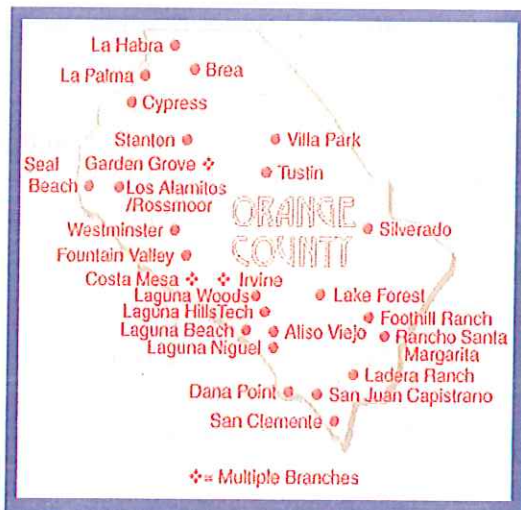 La Habra
La Palma
Brea
Cypress
Stanton
Villa Park
Garden Grove
Tustin
Seal
Beach
Los Alamitos
/Rossmoor
ORANGE
COUNTY
Westminster
Silverado
Fountain Valley
Costa Mesa
Irvine
Laguna Woods
Lake Forest
Laguna HillsTech
Foothill Ranch
Laguna Beach
Aliso Viejo
Rancho Santa
Margarita
Laguna Niguel
Ladera Ranch
Dana Point
San Juan Capistrano
San Clemente
= Multiple Branches